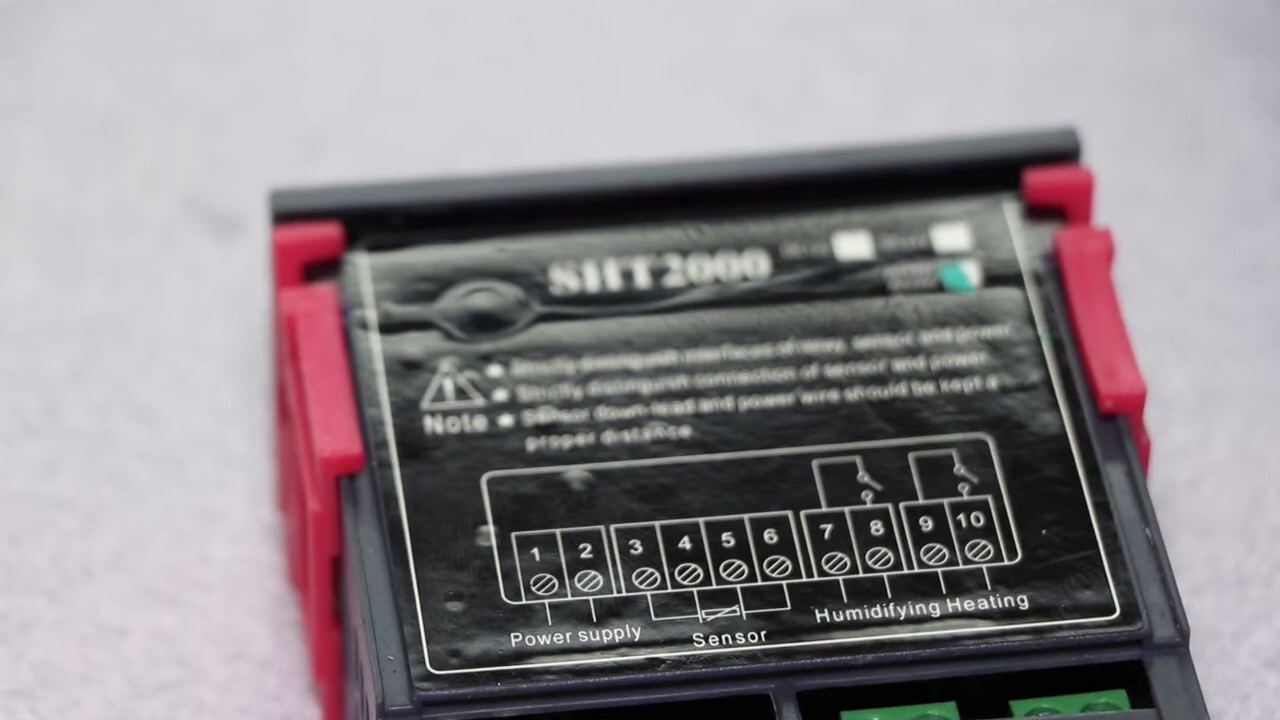 SHT2000
★ Strictly distinguish interfaces of relay, sensor, and power.
★ Strictly distinguish connection of sensor and power.
Note ★ Sensor down-lead and power wire should be kept a
proper distance
1 2 3 4 5 6 7 8 9 10
Power supply Sensor Humidifying Heating